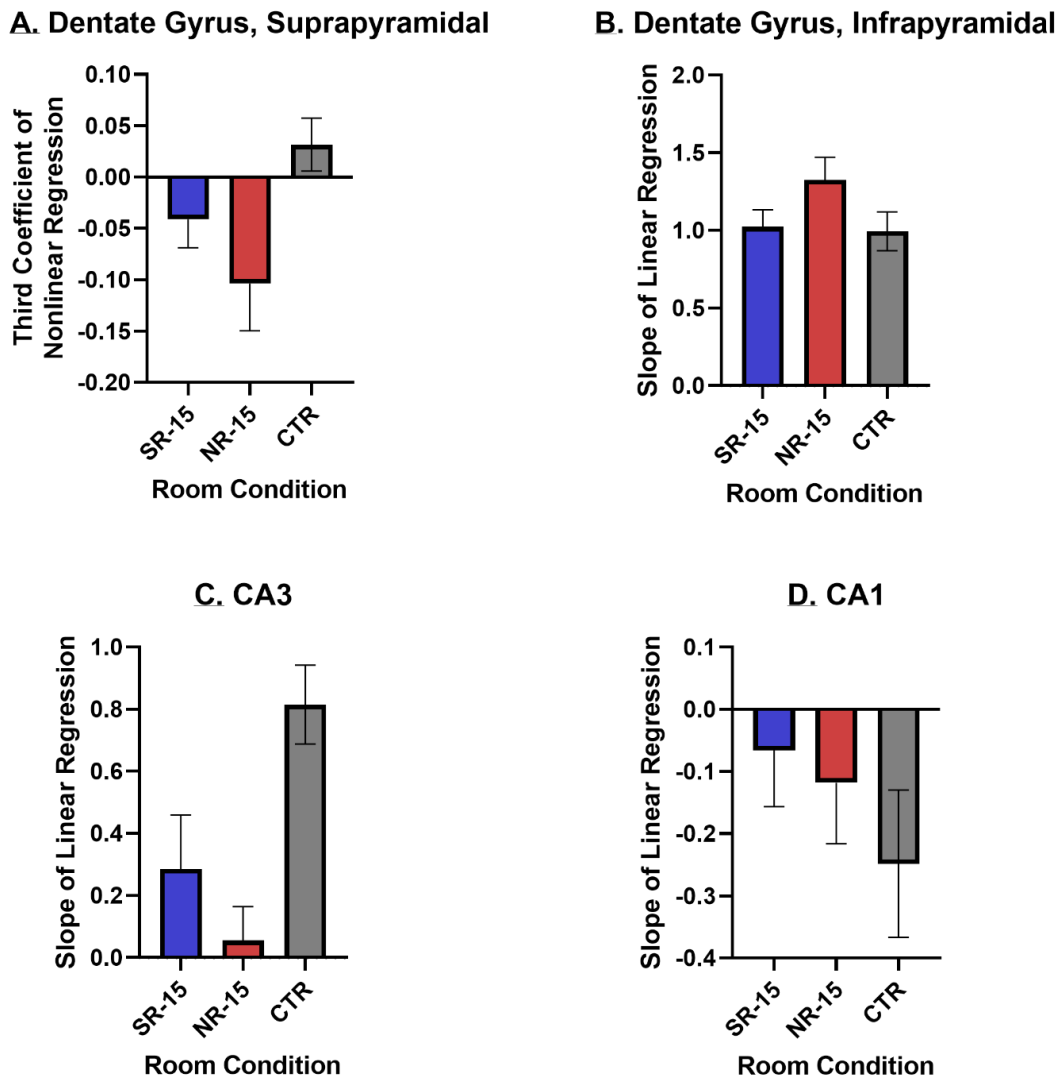 A. Dentate Gyrus, Suprapyramidal
Third Coefficient of
Nonlinear Regression
0.10
0.05
0.00
-0.05
-0.10
-0.15
-0.20
SR-15
NR-15
CTR
Room Condition
B. Dentate Gyrus, Infrapyramidal
Slope of Linear Regression
2.0
1.5
1.0
0.5
0.0
SR-15
NR-15
CTR
Room Condition
C. CA3
Slope of Linear Regression
1.0
0.8
0.6
0.4
0.2
0.0
SR-15
NR-15
CTR
Room Condition
D. CA1
Slope of Linear Regression
0.1
0.0
-0.1
-0.2
-0.3
-0.4
SR-15
NR-15
CTR
Room Condition